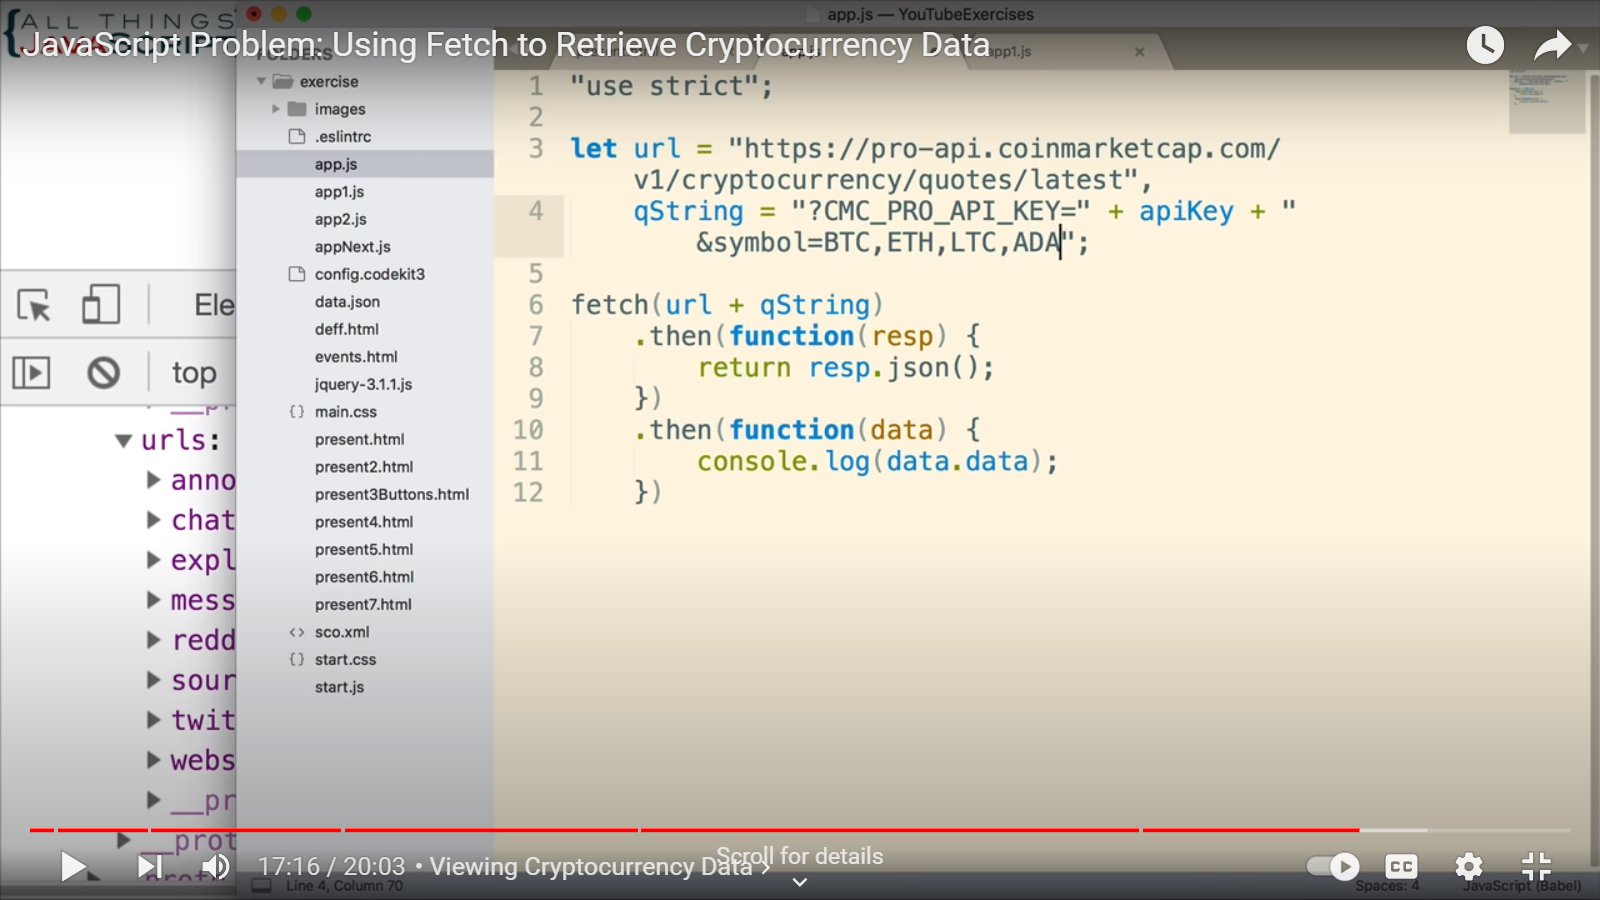 ALL THINGS
JAVASCRIPT
app.js — YouTubeExercises
JavaScript Problem: Using Fetch to Retrieve Cryptocurrency Data
FOLDERS
app1.js
exercise
images
.eslintrc
app.js
app1.js
app2.js
appNext.js
config.codekit3
data.json
deff.html
events.html
jquery-3.1.1.js
main.css
present.html
present2.html
present3Buttons.html
present4.html
present5.html
present6.html
present7.html
sco.xml
start.css
start.js
1 "use strict";
2
3 let url = "https://pro-api.coinmarketcap.com/
v1/cryptocurrency/quotes/latest",
4 qString = "?CMC_PRO_API_KEY=" + apiKey + "
&symbol=BTC,ETH,LTC,ADA";
5
6 fetch(url + qString)
7 .then(function(resp) {
8 return resp.json();
9 })
10 .then(function(data) {
11 console.log(data.data);
12 })
Ele
top
urls:
anno
chat
expl
mess
redd
sour
twit
webs
__pr
__prot
17:16 / 20:03 • Viewing Cryptocurrency Data
Scroll for details
CC
Line 4, Column 70
Spaces: 4
JavaScript (Babel)